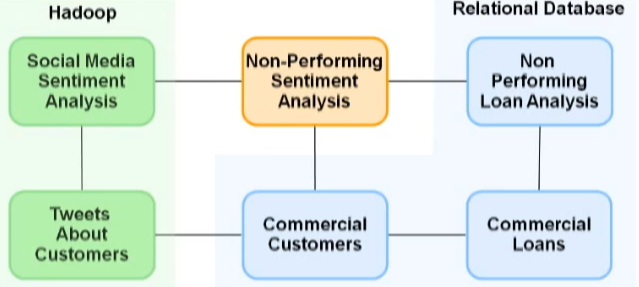 Hadoop
Relational Database
Social Media
Sentiment
Analysis
Non-Performing
Sentiment
Analysis
Non
Performing
Loan Analysis
Tweets
About
Customers
Commercial
Customers
Commercial
Loans